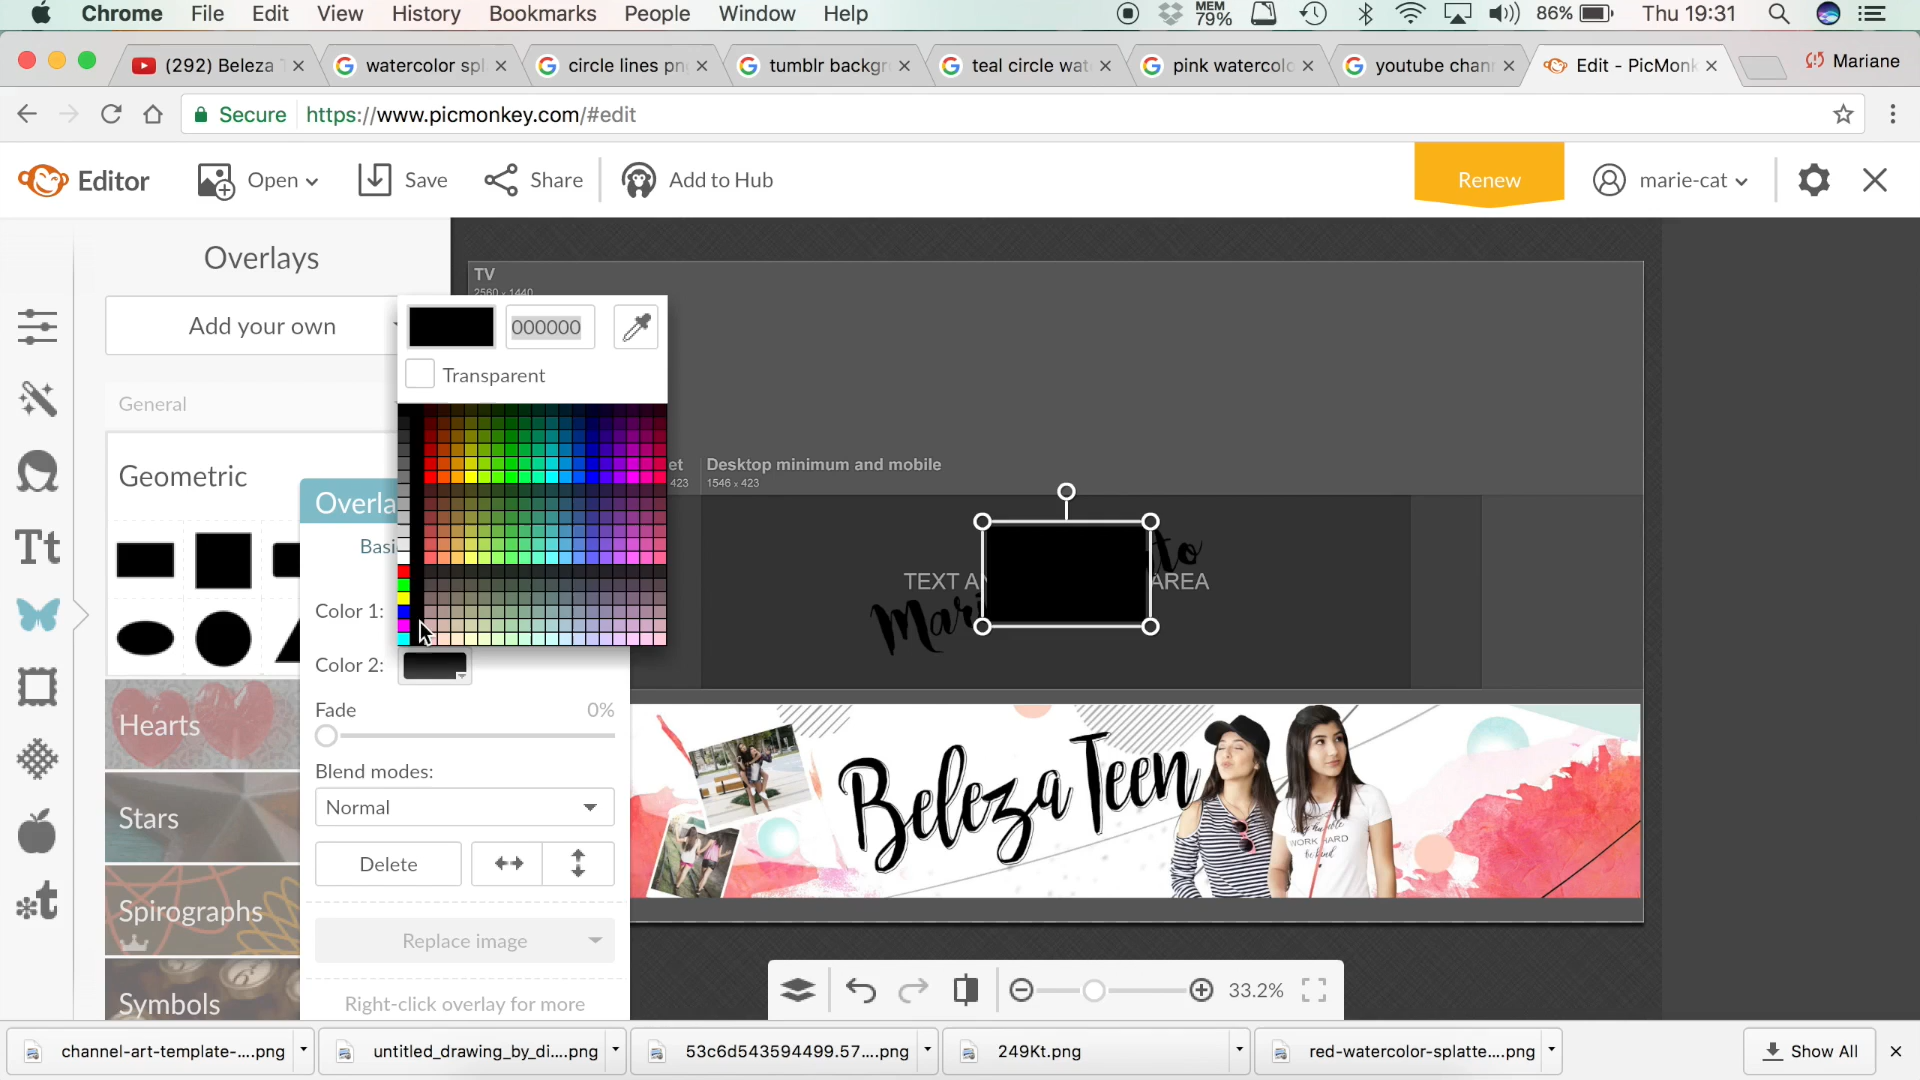 Chrome File Edit View History Bookmarks People Window Help MEM 79% 86% Thu 19:31
(292) Beleza watercolor spl circle lines pn tumblr backgr teal circle wat pink watercolo youtube chan Edit - PicMonk Mariane
Secure https://www.picmonkey.com/#edit
Editor Open Save Share Add to Hub Renew marie-cat
Overlays
TV
2560 x 1440
Add your own
000000
Transparent
General
Geometric
Desktop minimum and mobile
423 1546 x 423
Color 1:
TEXT AREA
Color 2:
Fade 0%
Hearts
Blend modes:
Normal
Stars
Beleza Teen
WORK HARD
Delete
Spirographs
Replace image
Symbols
Right-click overlay for more
33.2%
channel-art-template-....png untitled_drawing_by_di....png 53c6d543594499.57....png 249Kt.png red-watercolor-splatte....png Show All